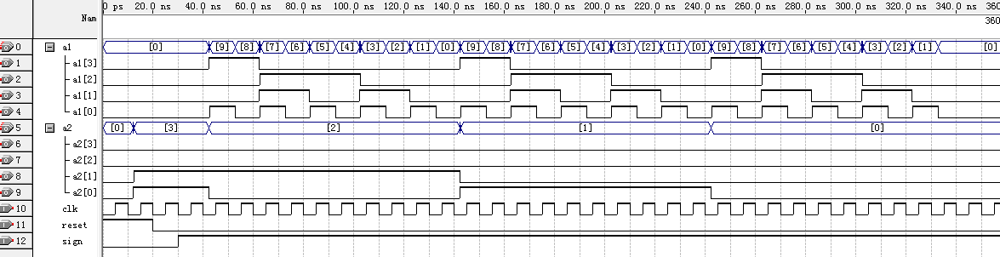 0 ps 20.0 ns 40.0 ns 60.0 ns 80.0 ns 100.0 ns 120.0 ns 140.0 ns 160.0 ns 180.0 ns 200.0 ns 220.0 ns 240.0 ns 260.0 ns 280.0 ns 300.0 ns 320.0 ns 340.0 ns 360
Nam 360
0 a1 [0] [9] [8] [7] [6] [5] [4] [3] [2] [1] [0] [9] [8] [7] [6] [5] [4] [3] [2] [1] [0] [9] [8] [7] [6] [5] [4] [3] [2] [1] [0]
1 a1[3]
2 a1[2]
3 a1[1]
4 a1[0]
5 a2 [0] [3] [2] [1] [0]
6 a2[3]
7 a2[2]
8 a2[1]
9 a2[0]
10 clk
11 reset
12 sign